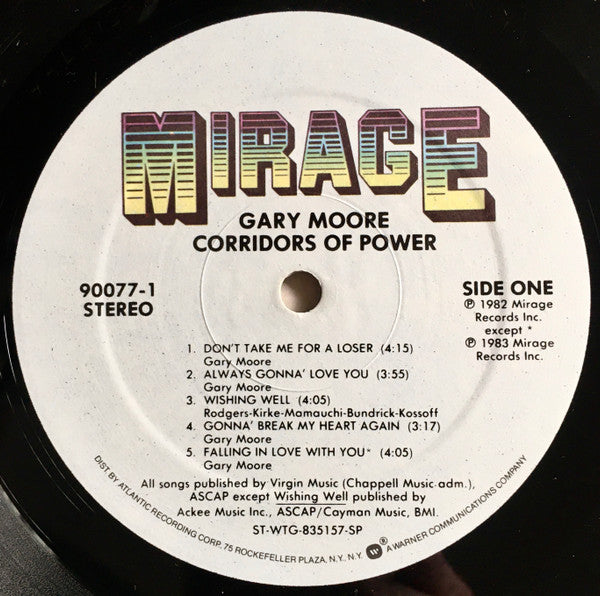 MIRAGE
GARY MOORE
CORRIDORS OF POWER
90077-1
STEREO
SIDE ONE
℗ 1982 Mirage
Records Inc.
except *
℗ 1983 Mirage
Records Inc.
1. DON'T TAKE ME FOR A LOSER (4:15)
Gary Moore
2. ALWAYS GONNA' LOVE YOU (3:55)
Gary Moore
3. WISHING WELL (4:05)
Rodgers-Kirke-Mamauchi-Bundrick-Kossoff
4. GONNA' BREAK MY HEART AGAIN (3:17)
Gary Moore
5. FALLING IN LOVE WITH YOU* (4:05)
Gary Moore
All songs published by Virgin Music (Chappell Music adm.),
ASCAP except Wishing Well published by
Ackee Music Inc., ASCAP/Cayman Music, BMI.
ST-WTG-835157-SP
DIST. BY ATLANTIC RECORDING CORP. 75 ROCKEFELLER PLAZA, N.Y. N.Y. W ® A WARNER COMMUNICATIONS COMPANY